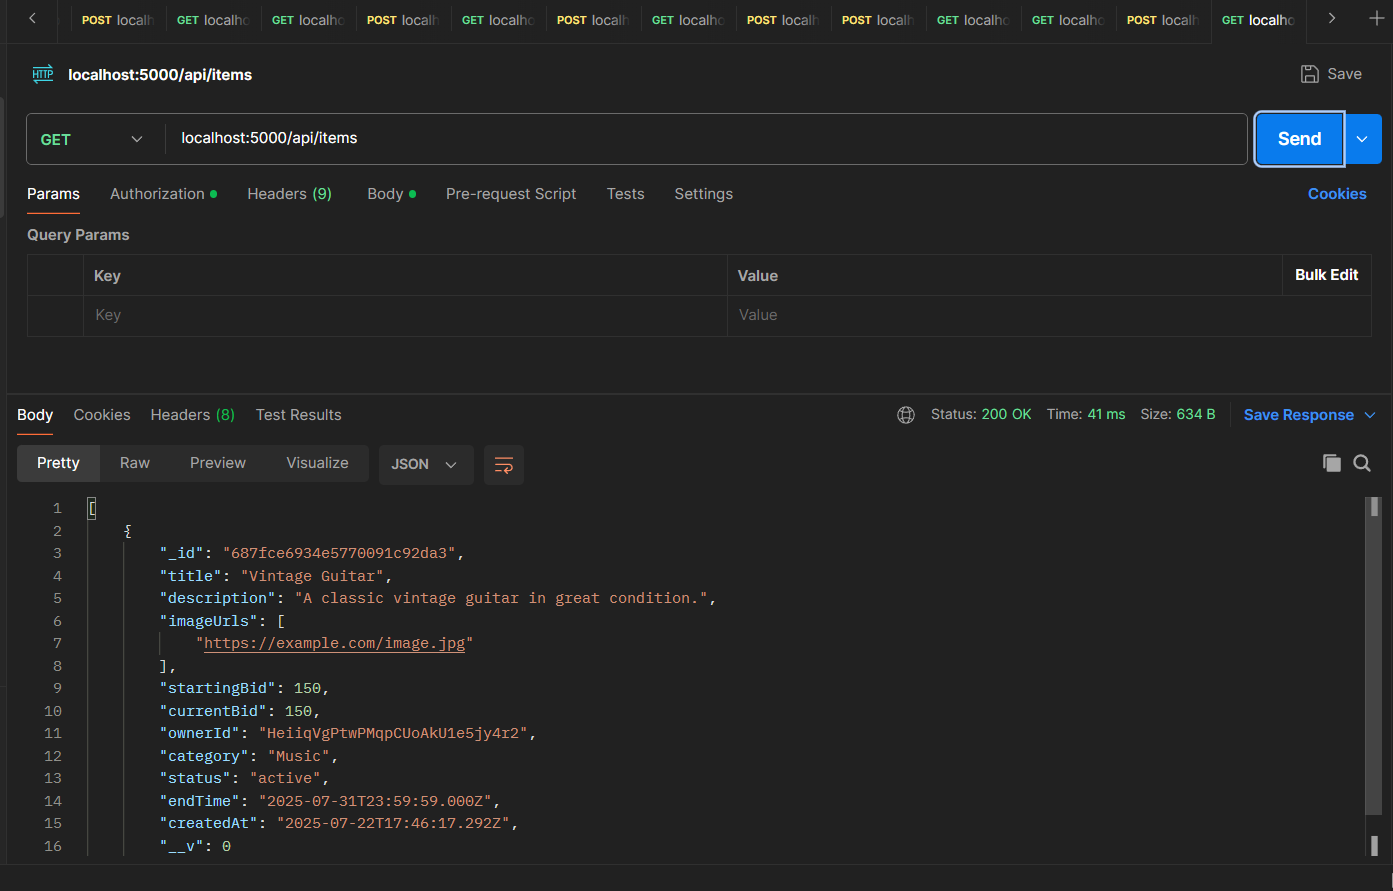 POST localh GET localho GET localho POST localh GET localho POST localh GET localho POST localh POST localh GET localho GET localho POST localh GET localho
HTTP localhost:5000/api/items Save
GET localhost:5000/api/items Send
Params Authorization Headers (9) Body Pre-request Script Tests Settings Cookies
Query Params
Key Value Bulk Edit
Key Value
Body Cookies Headers (8) Test Results Status: 200 OK Time: 41 ms Size: 634 B Save Response
Pretty Raw Preview Visualize JSON
1 [
2 {
3 "_id": "687fce6934e5770091c92da3",
4 "title": "Vintage Guitar",
5 "description": "A classic vintage guitar in great condition.",
6 "imageUrls": [
7 "https://example.com/image.jpg"
8 ],
9 "startingBid": 150,
10 "currentBid": 150,
11 "ownerId": "HeiiqVgPtwPMqpCUoAkU1e5jy4r2",
12 "category": "Music",
13 "status": "active",
14 "endTime": "2025-07-31T23:59:59.000Z",
15 "createdAt": "2025-07-22T17:46:17.292Z",
16 "__v": 0